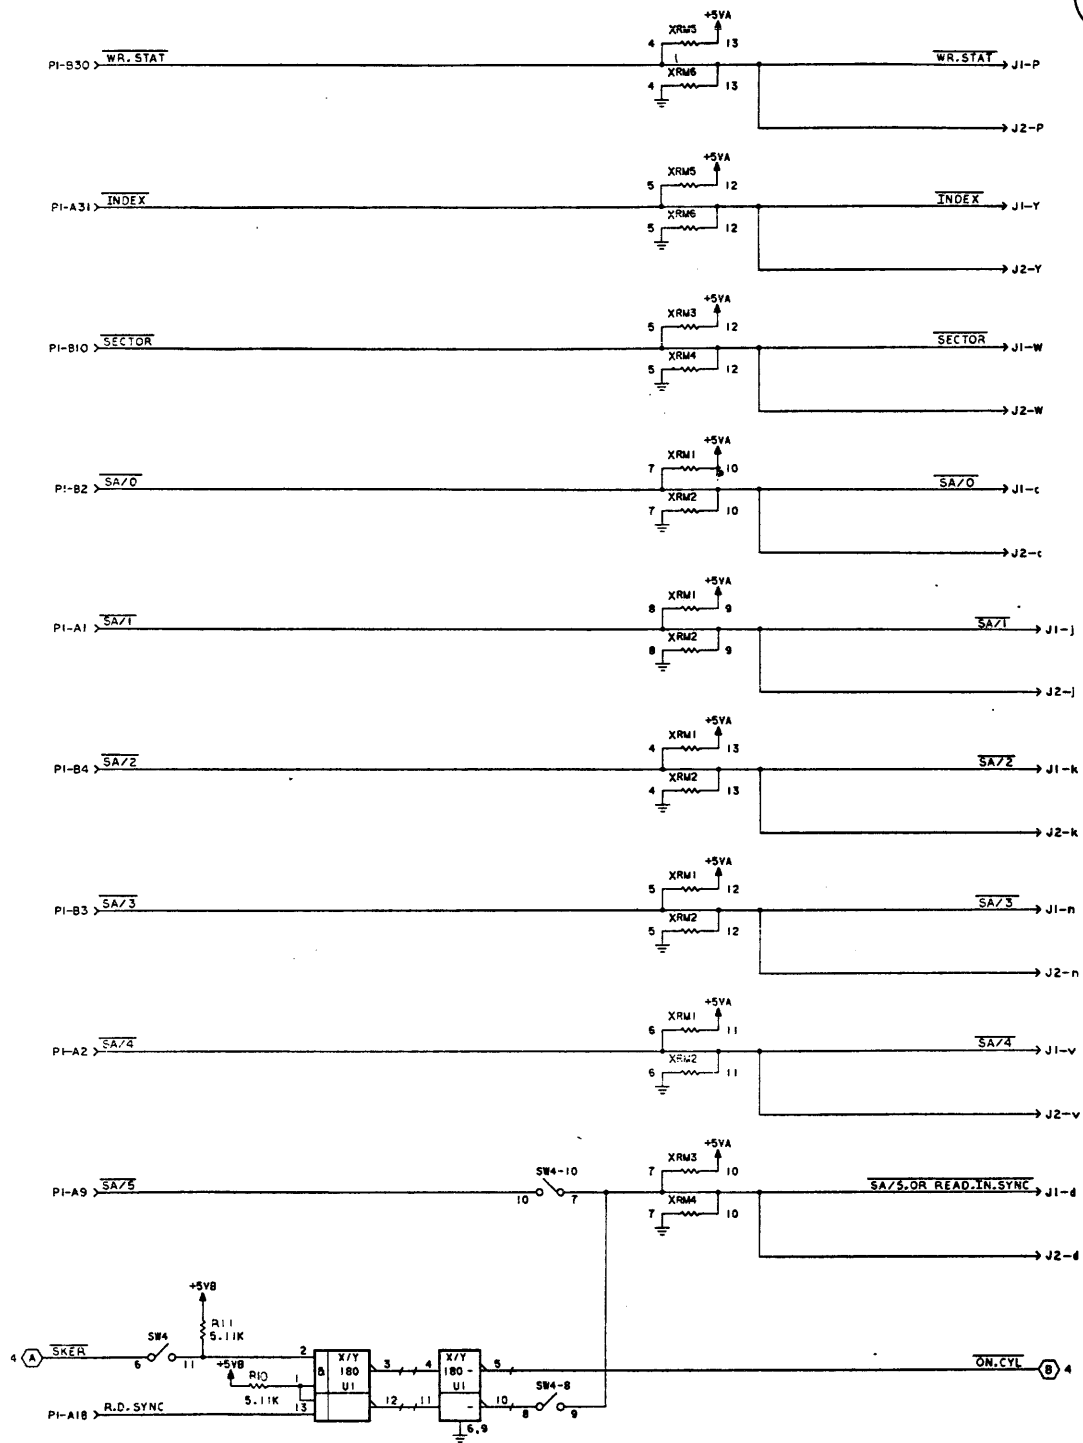 +5VA
XRM5
4 13
P1-B30 WR.STAT WR.STAT J1-P
XRM6
4 13
J2-P
+5VA
XRM5
5 12
P1-A31 INDEX INDEX J1-Y
XRM6
5 12
J2-Y
+5VA
XRM3
5 12
P1-B10 SECTOR SECTOR J1-W
XRM4
5 12
J2-W
+5VA
XRM1
7 10
P1-B2 SA/0 SA/0 J1-c
XRM2
7 10
J2-c
+5VA
XRM1
8 9
P1-A1 SA/1 SA/1 J1-j
XRM2
8 9
J2-j
+5VA
XRM1
4 13
P1-B4 SA/2 SA/2 J1-k
XRM2
4 13
J2-k
+5VA
XRM1
5 12
P1-B3 SA/3 SA/3 J1-n
XRM2
5 12
J2-n
+5VA
XRM1
6 11
P1-A2 SA/4 SA/4 J1-v
XRM2
6 11
J2-v
+5VA
XRM3
7 10
P1-A9 SA/5 SW4-10 10 7 SA/5.OR READ.IN.SYNC J1-d
XRM4
7 10
J2-d
+5VB
R11
5.11K
4 A SKER SW4 6 11 2 & X/Y 180 U1 3 4 X/Y 180 U1 5 ON.CYL B 4
+5VB R10 5.11K 1
P1-A18 R.D.SYNC 13 12 11 10 SW4-8 8 9
6,9